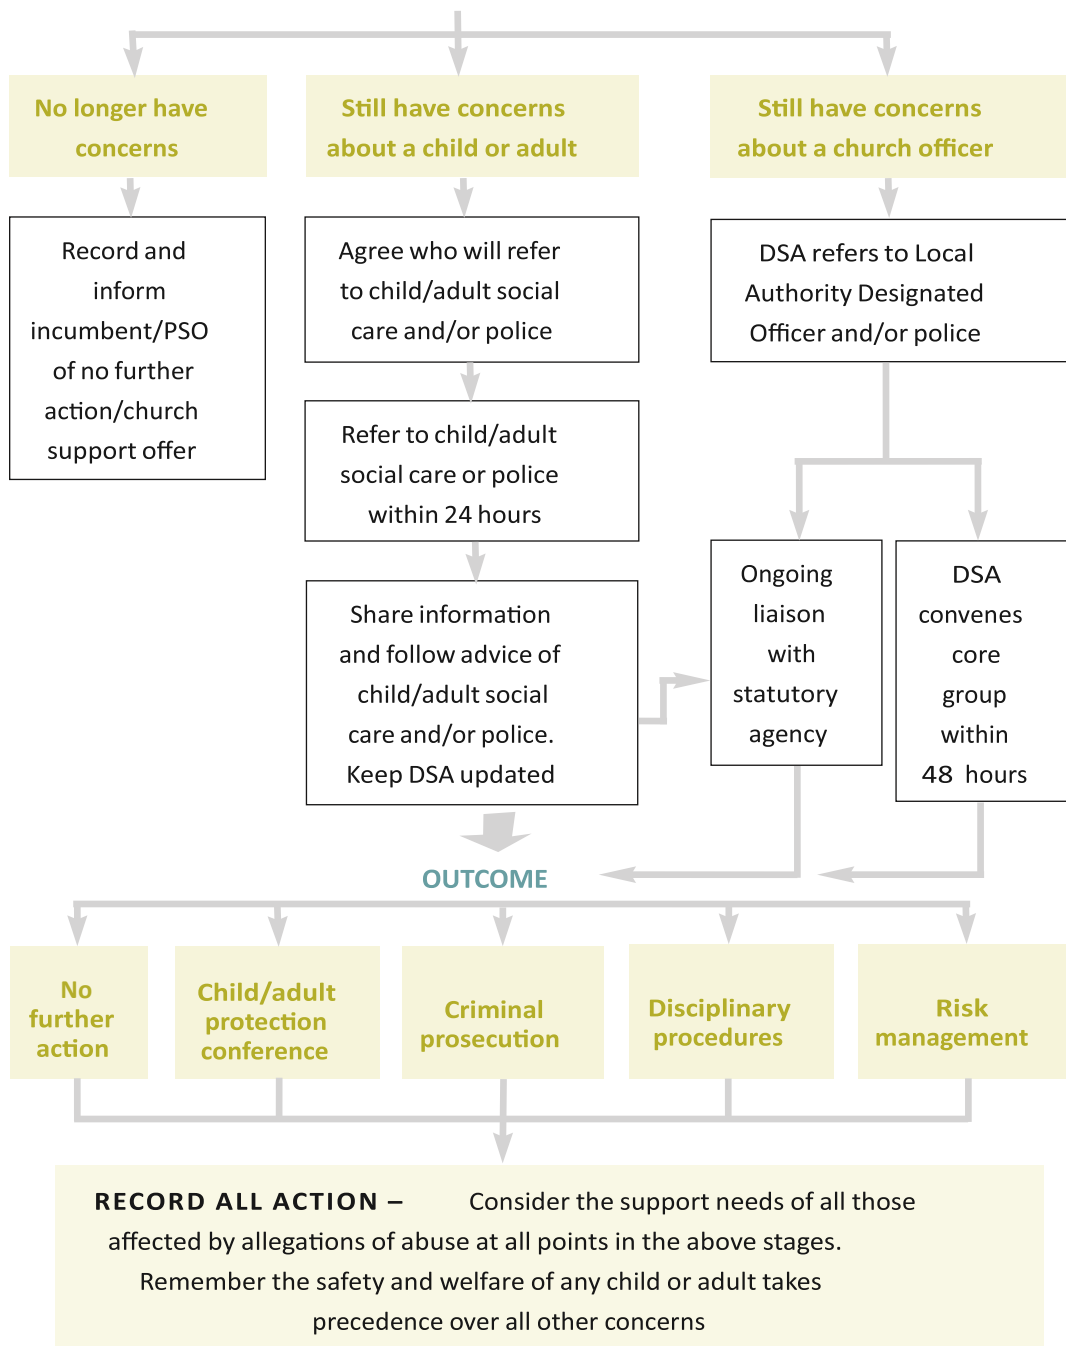 No longer have
concerns
Still have concerns
about a child or adult
Still have concerns
about a church officer
Record and
inform
incumbent/PSO
of no further
action/church
support offer
Agree who will refer
to child/adult social
care and/or police
DSA refers to Local
Authority Designated
Officer and/or police
Refer to child/adult
social care or police
within 24 hours
Share information
and follow advice of
child/adult social
care and/or police.
Keep DSA updated
Ongoing
liaison
with
statutory
agency
DSA
convenes
core
group
within
48 hours
OUTCOME
No
further
action
Child/adult
protection
conference
Criminal
prosecution
Disciplinary
procedures
Risk
management
RECORD ALL ACTION – Consider the support needs of all those
affected by allegations of abuse at all points in the above stages.
Remember the safety and welfare of any child or adult takes
precedence over all other concerns